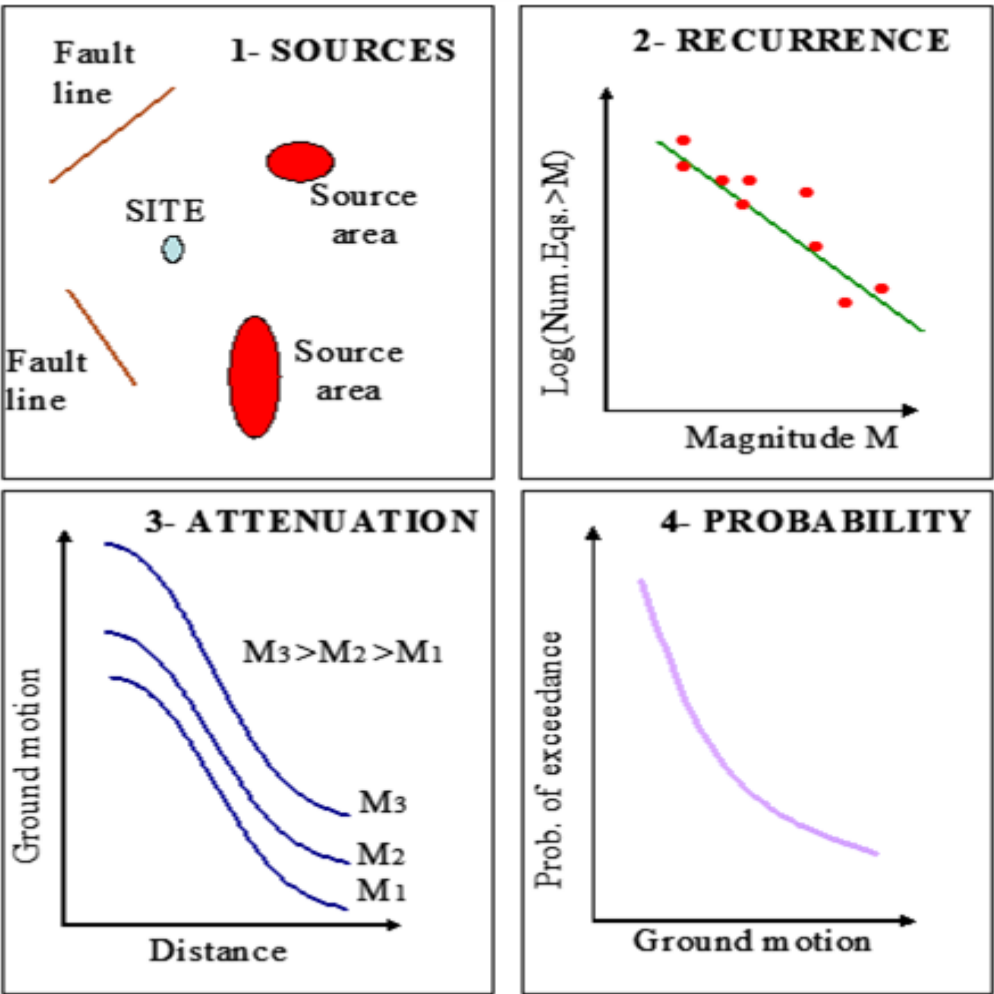 1- SOURCES
Fault
line
SITE
Source
area
Fault
line
Source
area
2- RECURRENCE
Log(Num.Eqs.>M)
Magnitude M
3- ATTENUATION
M3>M2>M1
Ground motion
M3
M2
M1
Distance
4- PROBABILITY
Prob. of exceedance
Ground motion